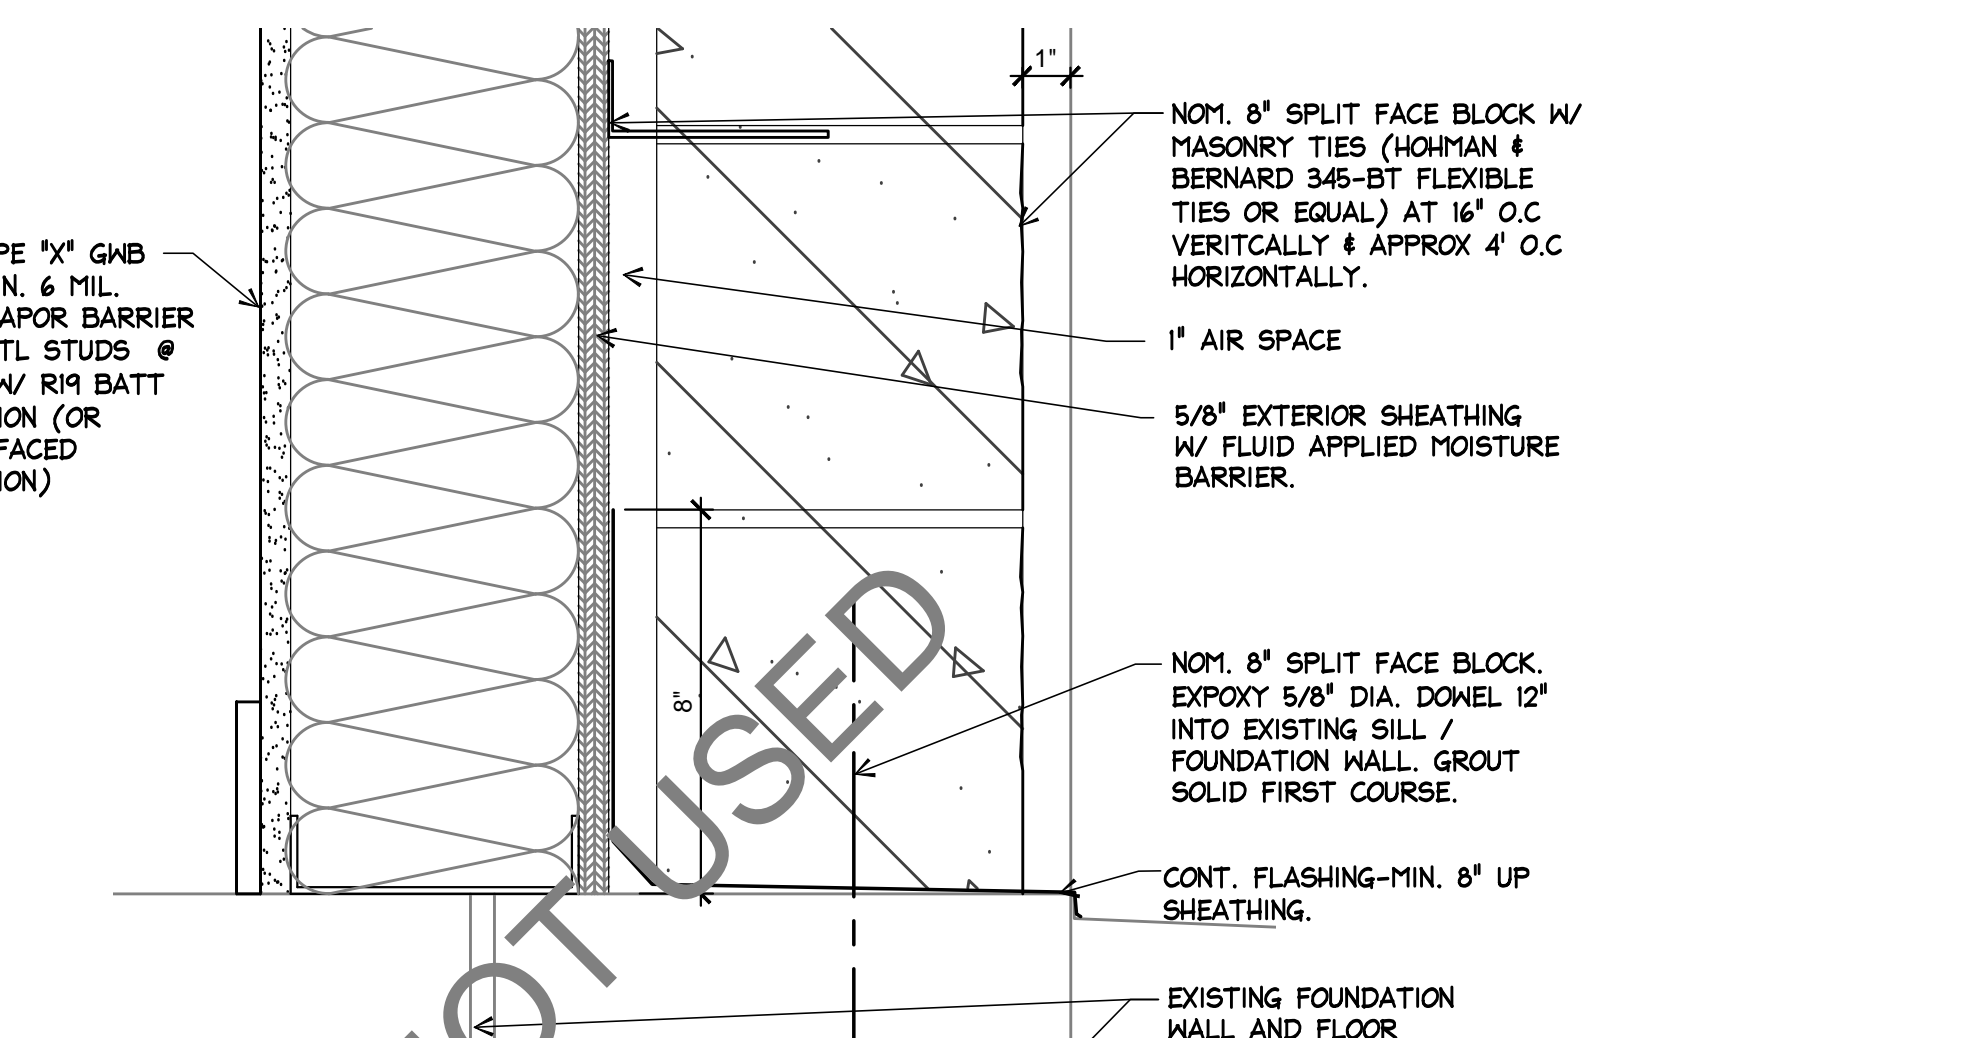 1"
NOM. 8" SPLIT FACE BLOCK W/
MASONRY TIES (HOHMAN &
BERNARD 345-BT FLEXIBLE
TIES OR EQUAL) AT 16" O.C
VERITCALLY & APPROX 4' O.C
HORIZONTALLY.
PE "X" GWB
N. 6 MIL.
APOR BARRIER
TL STUDS @
W/ R19 BATT
ION (OR
FACED
ION)
1" AIR SPACE
5/8" EXTERIOR SHEATHING
W/ FLUID APPLIED MOISTURE
BARRIER.
8"
NOM. 8" SPLIT FACE BLOCK.
EXPOXY 5/8" DIA. DOWEL 12"
INTO EXISTING SILL /
FOUNDATION WALL. GROUT
SOLID FIRST COURSE.
CONT. FLASHING-MIN. 8" UP
SHEATHING.
OT USED
EXISTING FOUNDATION
WALL AND FLOOR